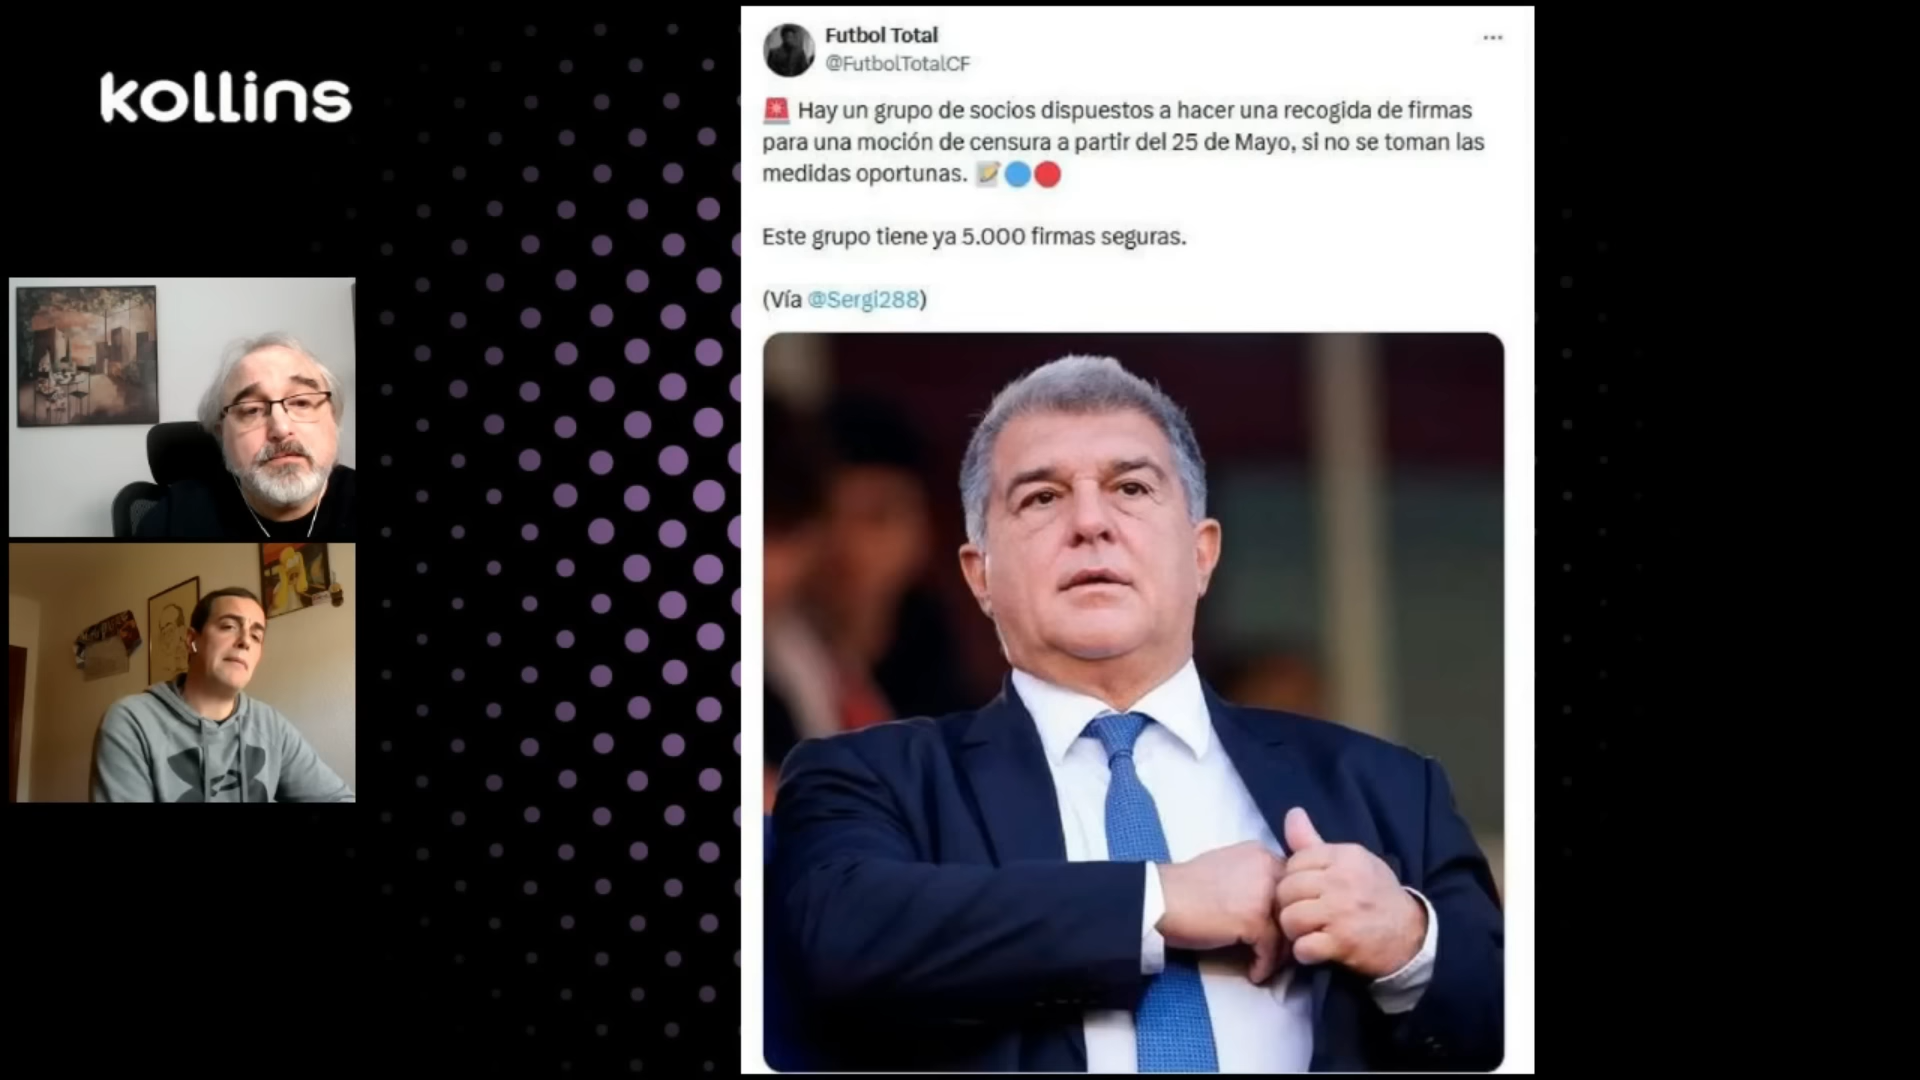 kollins
Futbol Total
@FutbolTotalCF
🚨 Hay un grupo de socios dispuestos a hacer una recogida de firmas
para una moción de censura a partir del 25 de Mayo, si no se toman las
medidas oportunas. 📝🔵🔴
Este grupo tiene ya 5.000 firmas seguras.
(Vía @Sergi288)